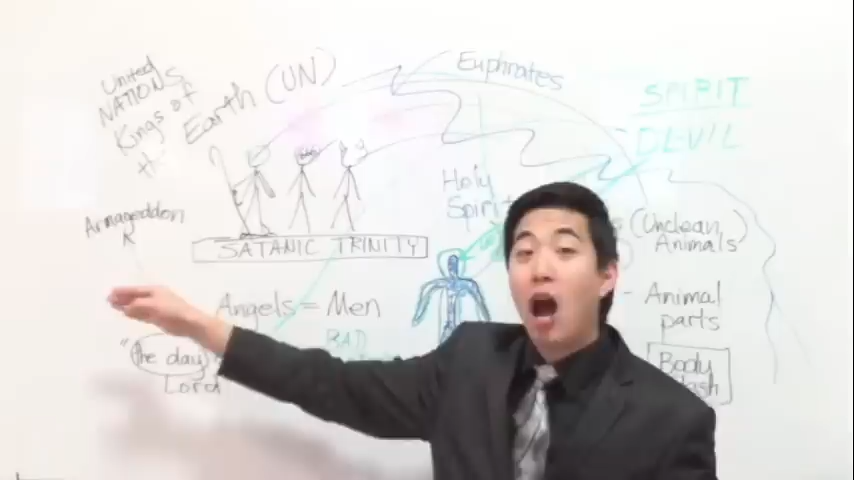 United
NATIONS
Kings of
Earth (UN)
Euphrates
SPIRIT
DEVIL
Armageddon
Holy
Spirit
(Unclean
Animals)
SATANIC TRINITY
Angels = Men
- Animal
parts
BAD
"the day
Lord
Body